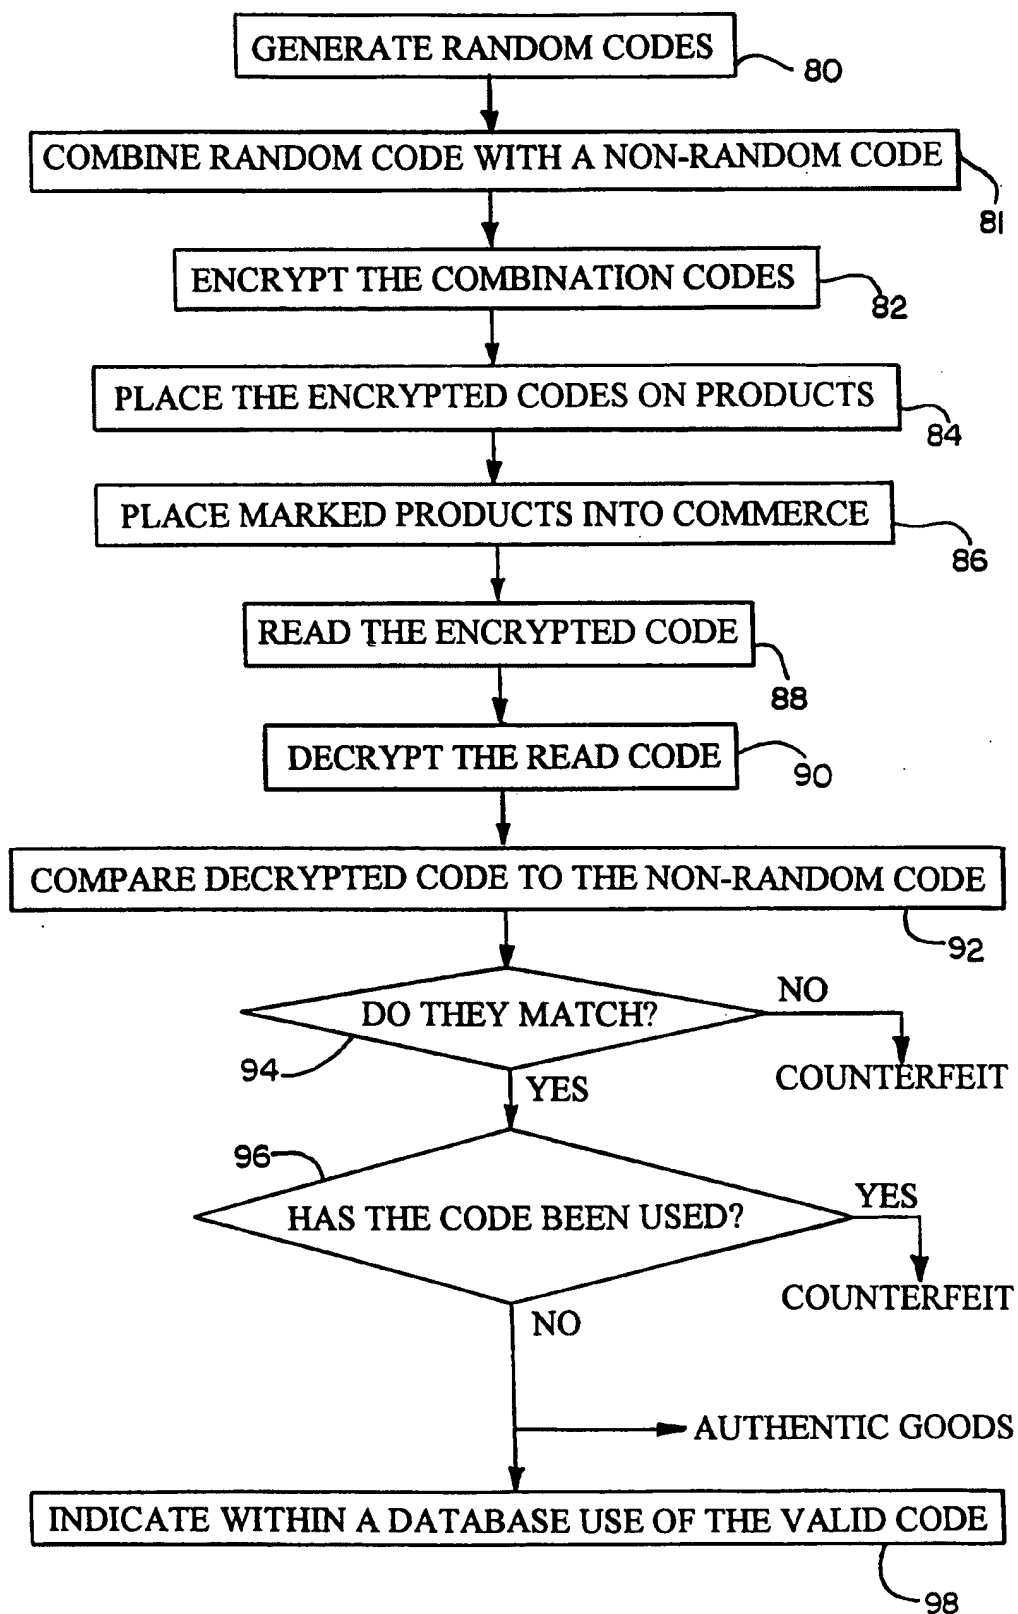 GENERATE RANDOM CODES
80
COMBINE RANDOM CODE WITH A NON-RANDOM CODE
81
ENCRYPT THE COMBINATION CODES
82
PLACE THE ENCRYPTED CODES ON PRODUCTS
84
PLACE MARKED PRODUCTS INTO COMMERCE
86
READ THE ENCRYPTED CODE
88
DECRYPT THE READ CODE
90
COMPARE DECRYPTED CODE TO THE NON-RANDOM CODE
92
DO THEY MATCH?
NO
94
COUNTERFEIT
YES
96
HAS THE CODE BEEN USED?
YES
COUNTERFEIT
NO
AUTHENTIC GOODS
INDICATE WITHIN A DATABASE USE OF THE VALID CODE
98